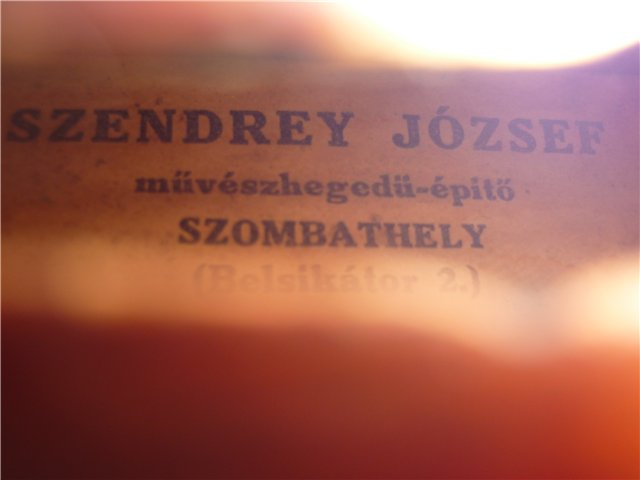 SZENDREY JÓZSEF
művészhegedü-épitő
SZOMBATHELY
(Belsikátor 2.)